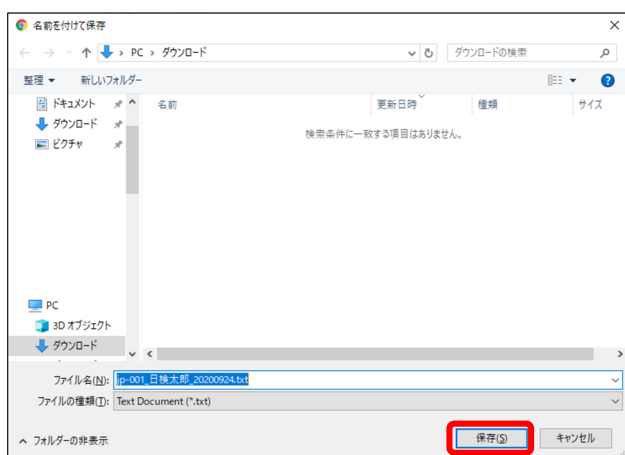 名前を付けて保存
PC › ダウンロード
ダウンロードの検索
整理 新しいフォルダー
ドキュメント
ダウンロード
ピクチャ
PC
3D オブジェクト
ダウンロード
名前 更新日時 種類 サイズ
検索条件に一致する項目はありません。
ファイル名(N): jp-001_日検太郎_20200924.txt
ファイルの種類(T): Text Document (*.txt)
フォルダーの非表示
保存(S) キャンセル